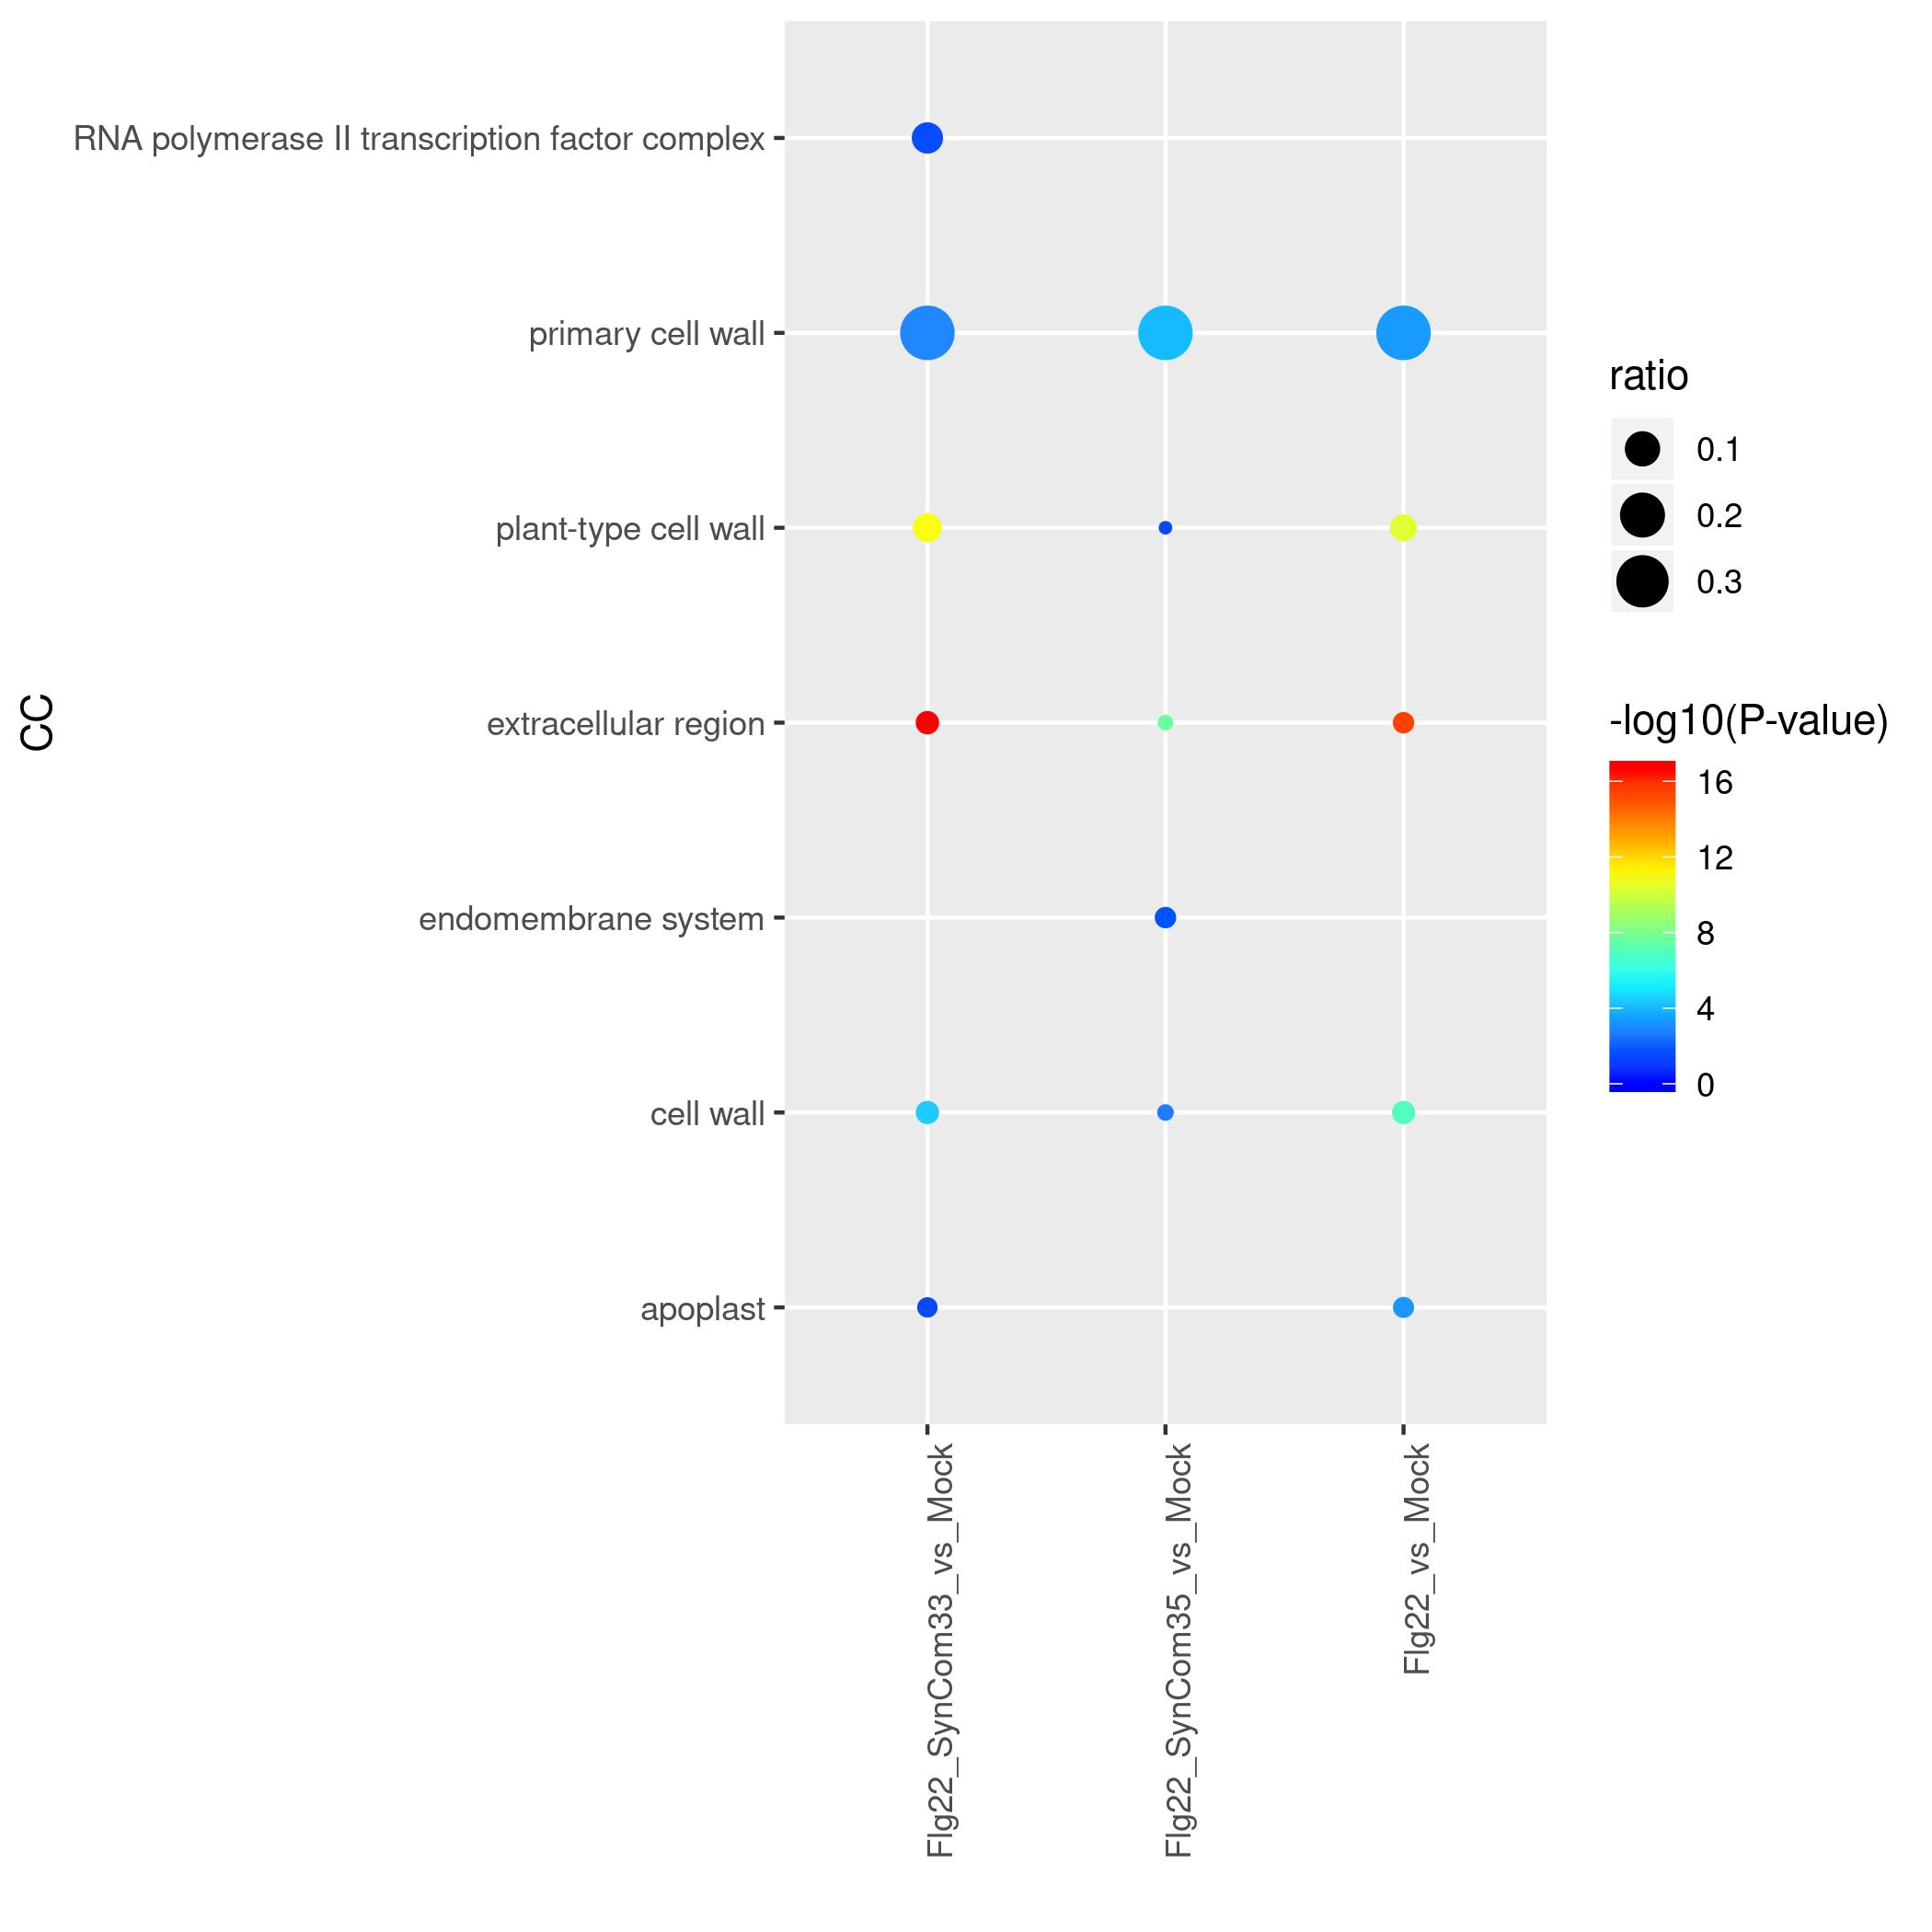 RNA polymerase II transcription factor complex
primary cell wall
plant-type cell wall
extracellular region
endomembrane system
cell wall
apoplast
CC
Flg22_SynCom33_vs_Mock
Flg22_SynCom35_vs_Mock
Flg22_vs_Mock
ratio
0.1
0.2
0.3
-log10(P-value)
16
12
8
4
0